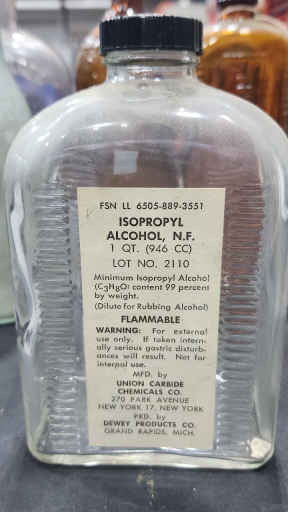 FSN LL 6505-889-3551
ISOPROPYL
ALCOHOL, N.F.
1 QT. (946 CC)
LOT NO. 2110
Minimum Isopropyl Alcohol
(C₃H₈O) content 99 percent
by weight.
(Dilute for Rubbing Alcohol)
FLAMMABLE
WARNING: For external
use only. If taken intern-
ally serious gastric disturb-
ances will result. Not for
internal use.
MFD. by
UNION CARBIDE
CHEMICALS CO.
270 PARK AVENUE
NEW YORK 17, NEW YORK
PKD. by
DEWEY PRODUCTS CO.
GRAND RAPIDS, MICH.